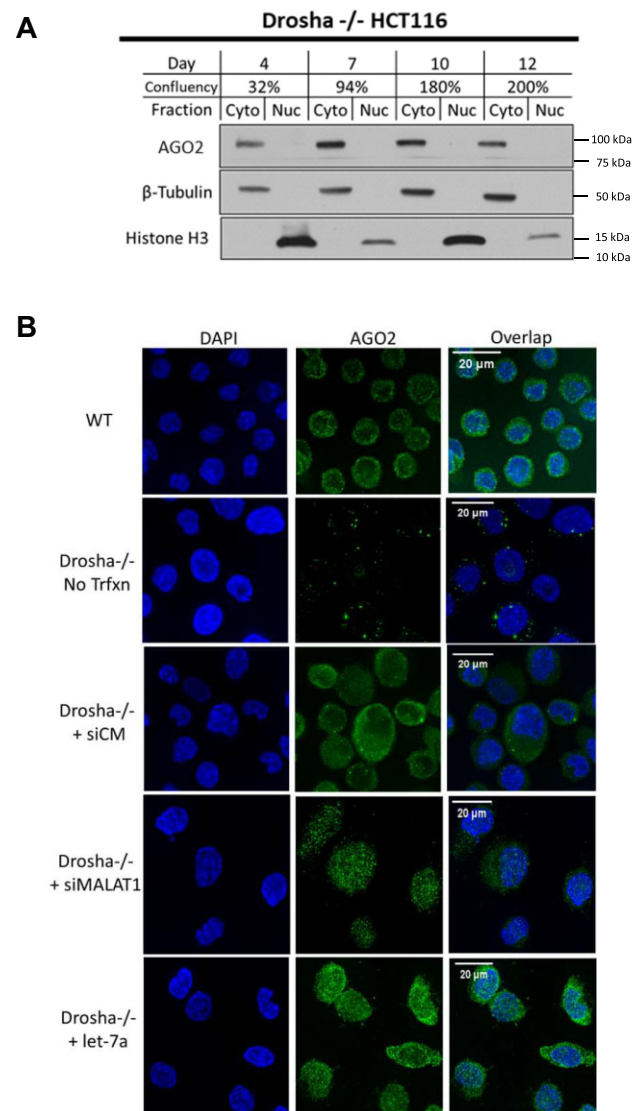 A
Drosha -/- HCT116
Day 4 7 10 12
Confluency 32% 94% 180% 200%
Fraction Cyto Nuc Cyto Nuc Cyto Nuc Cyto Nuc
AGO2
100 kDa
75 kDa
β-Tubulin
50 kDa
Histone H3
15 kDa
10 kDa
B
DAPI AGO2 Overlap
WT
20 μm
Drosha-/-
No Trfxn
20 μm
Drosha-/-
+ siCM
20 μm
Drosha-/-
+ siMALAT1
20 μm
Drosha-/-
+ let-7a
20 μm